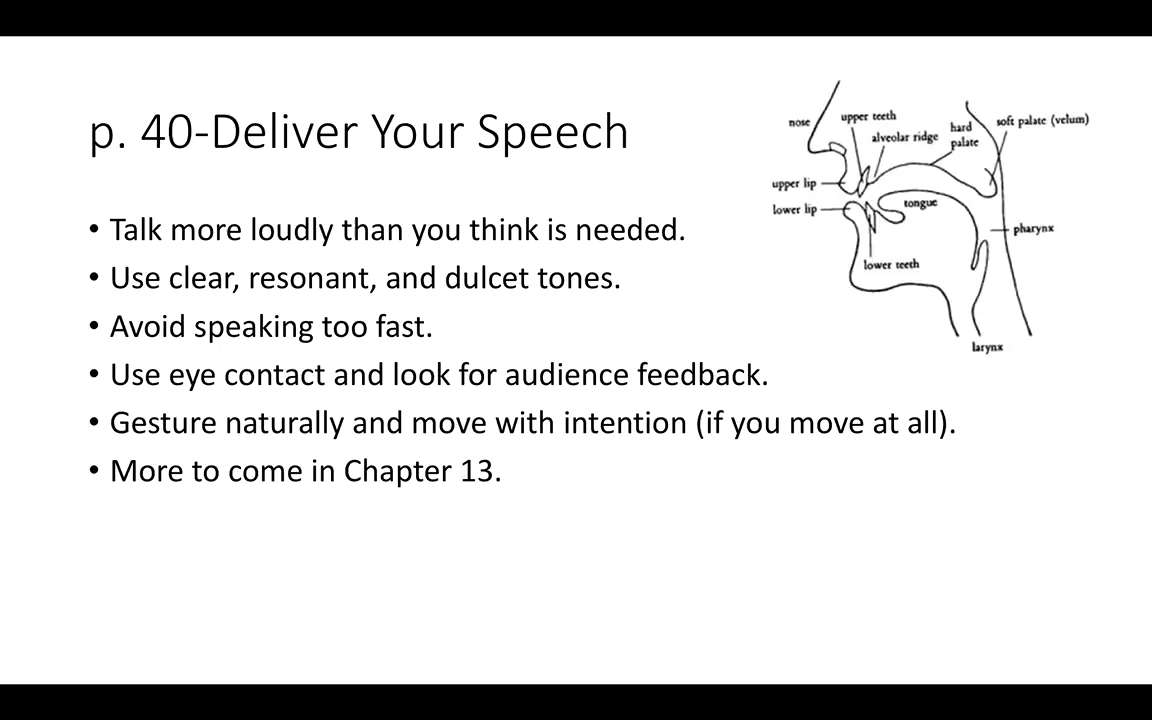 p. 40-Deliver Your Speech
• Talk more loudly than you think is needed.
• Use clear, resonant, and dulcet tones.
• Avoid speaking too fast.
• Use eye contact and look for audience feedback.
• Gesture naturally and move with intention (if you move at all).
• More to come in Chapter 13.
nose
upper teeth
alveolar ridge
hard
palate
soft palate (velum)
upper lip
lower lip
tongue
pharynx
lower teeth
larynx